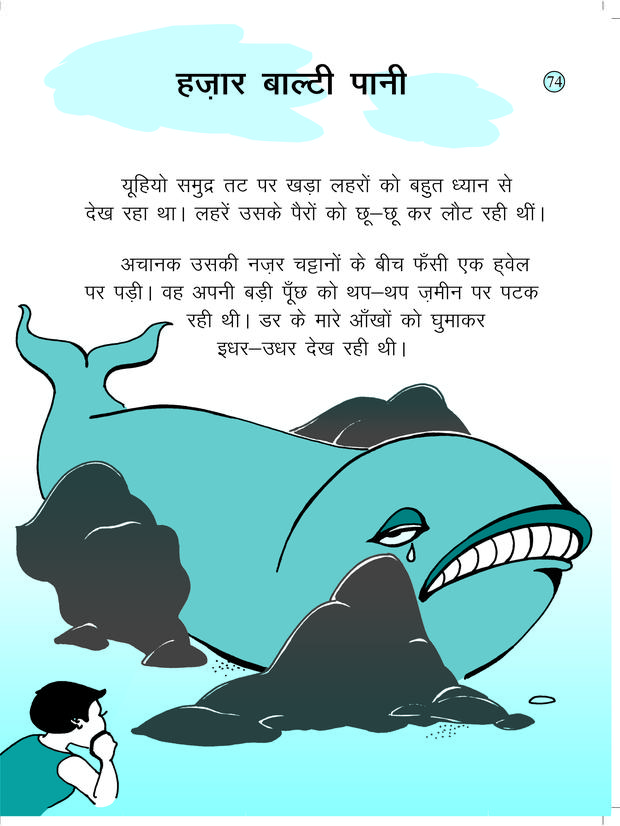 हज़ार बाल्टी पानी
74
यूहियो समुद्र तट पर खड़ा लहरों को बहुत ध्यान से
देख रहा था। लहरें उसके पैरों को छू–छू कर लौट रही थीं।
अचानक उसकी नज़र चट्टानों के बीच फँसी एक ह्वेल
पर पड़ी। वह अपनी बड़ी पूँछ को थप–थप ज़मीन पर पटक
रही थी। डर के मारे आँखों को घुमाकर
इधर–उधर देख रही थी।